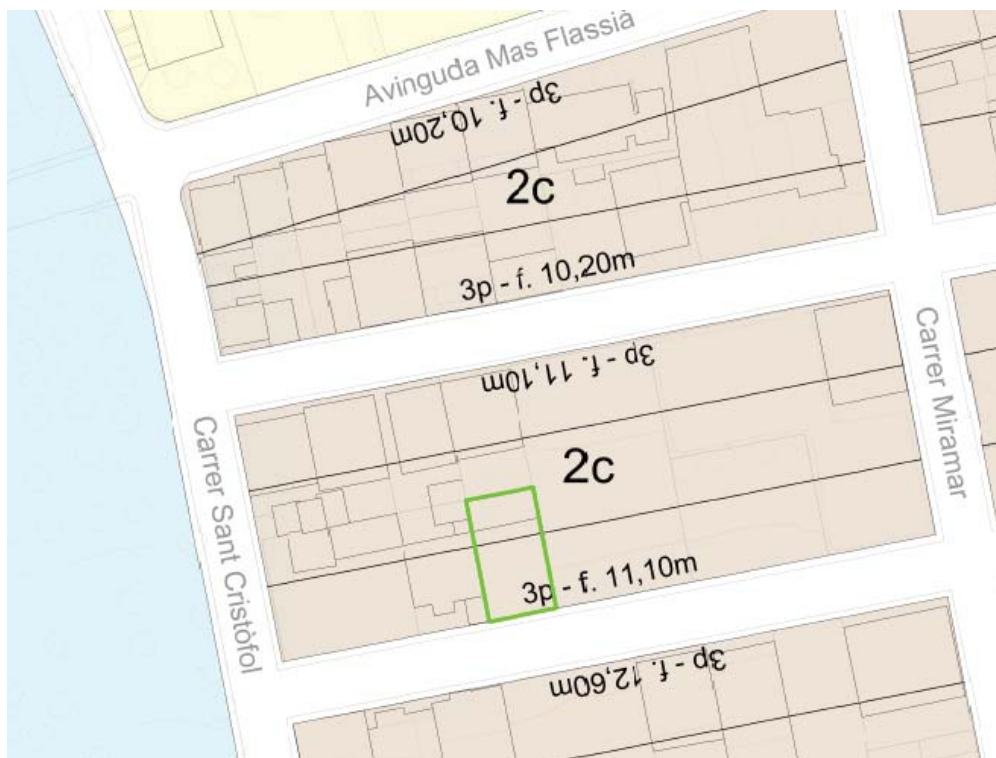 Avinguda Mas Flassià
3p - f. 10,20m
2c
3p - f. 10,20m
3p - f. 11,10m
2c
3p - f. 11,10m
3p - f. 12,60m
Carrer Sant Cristòfol
Carrer Miramar